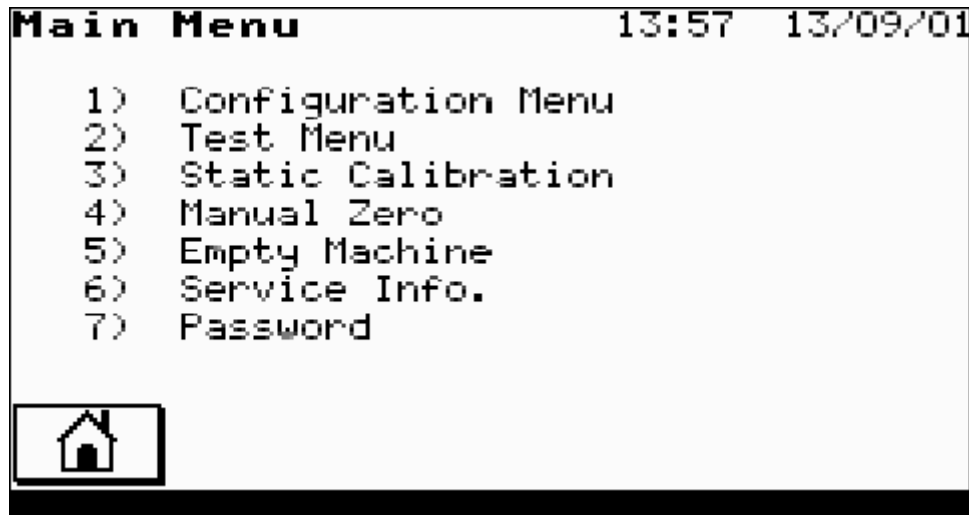 Main Menu 13:57 13/09/01
1) Configuration Menu
2) Test Menu
3) Static Calibration
4) Manual Zero
5) Empty Machine
6) Service Info.
7) Password